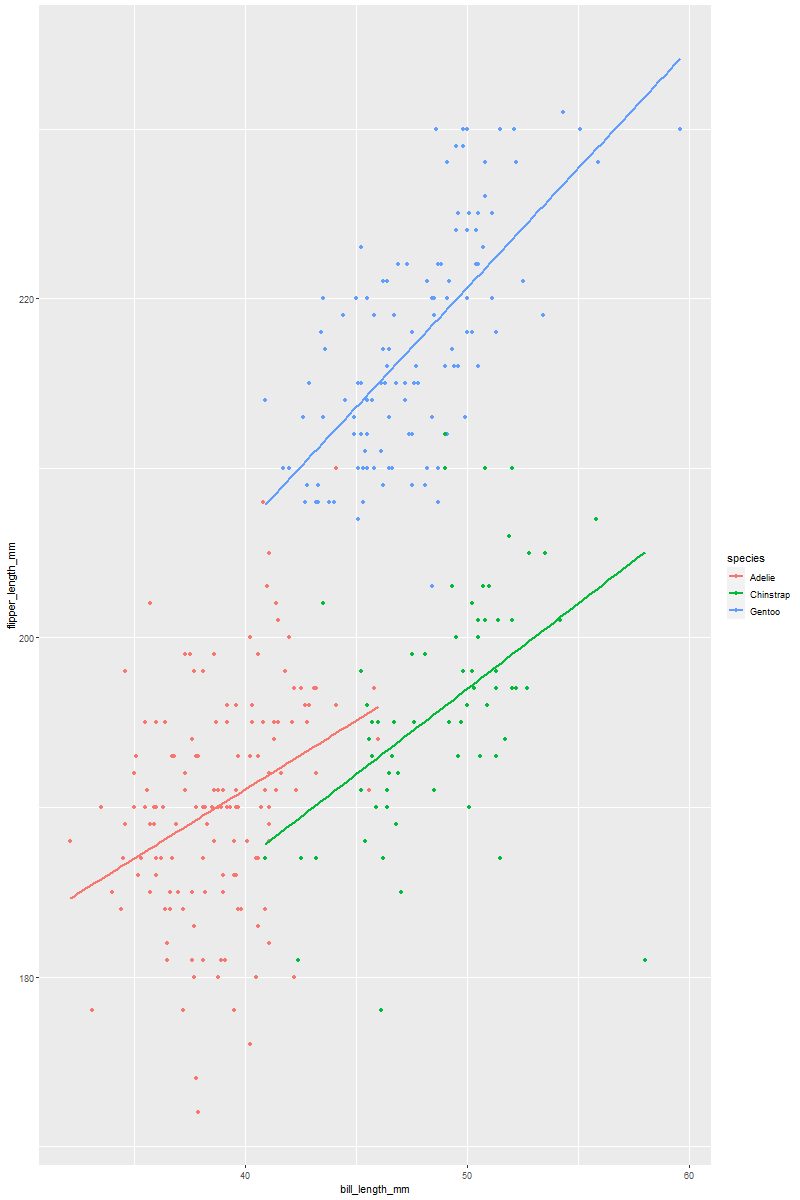 220
200
180
flipper_length_mm
40
50
60
bill_length_mm
species
Adelie
Chinstrap
Gentoo